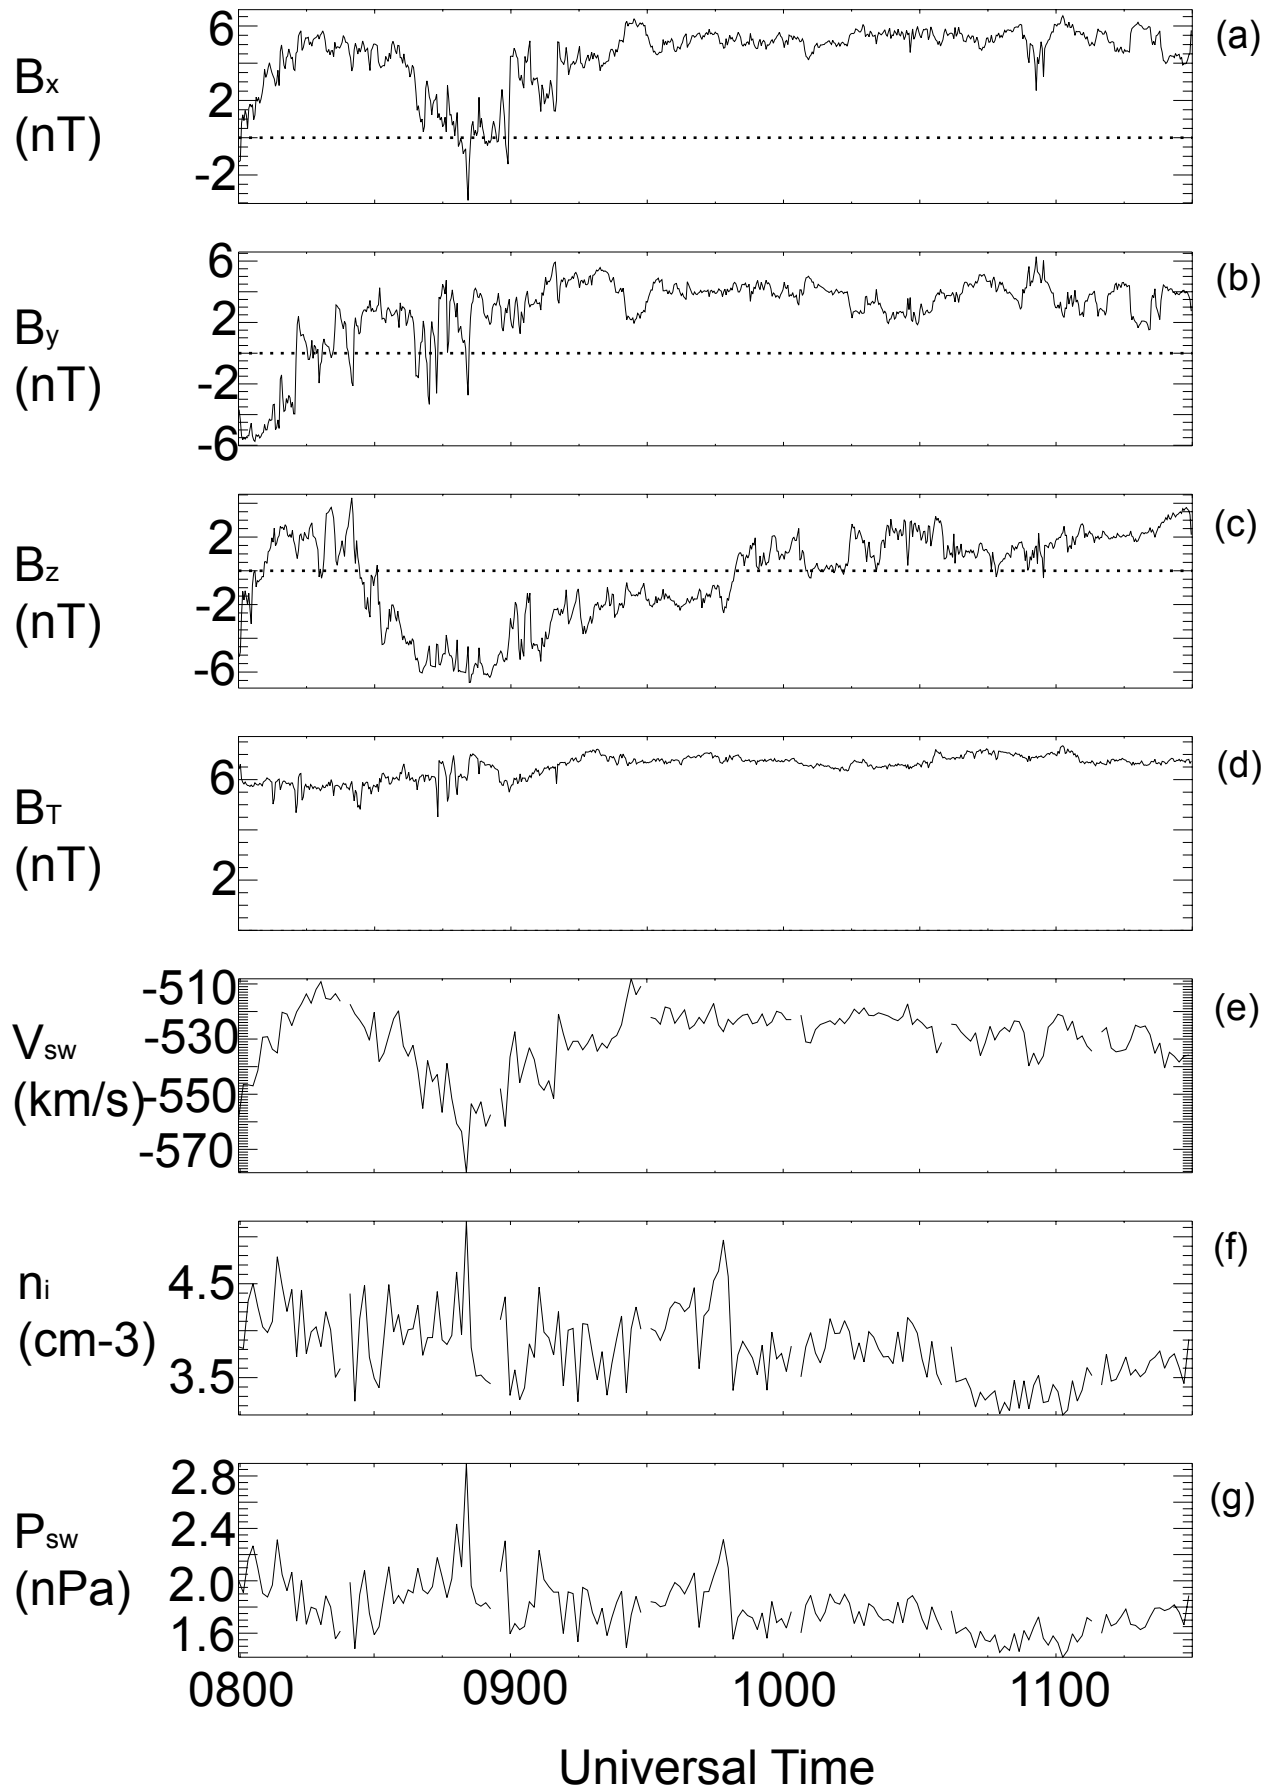 6
2
-2
Bx
(nT)
(a)
6
2
-2
-6
By
(nT)
(b)
2
-2
-6
Bz
(nT)
(c)
6
2
BT
(nT)
(d)
-510
-530
-550
-570
Vsw
(km/s)
(e)
4.5
3.5
ni
(cm-3)
(f)
2.8
2.4
2.0
1.6
Psw
(nPa)
(g)
0800 0900 1000 1100
Universal Time